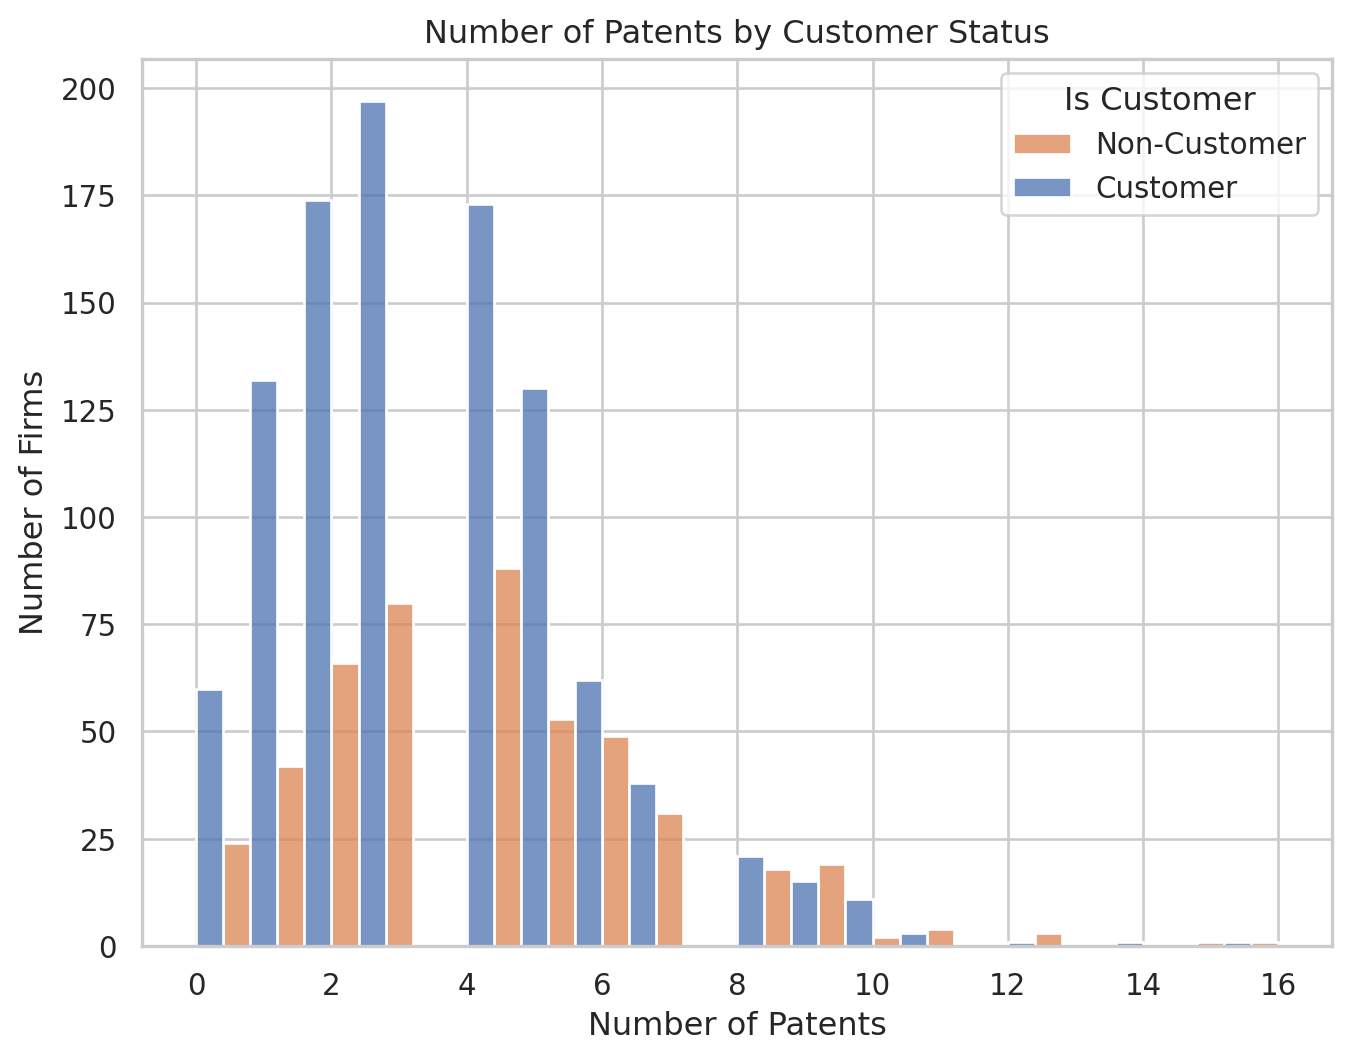 Number of Patents by Customer Status
Is Customer
Non-Customer
Customer
Number of Firms
200
175
150
125
100
75
50
25
0
0 2 4 6 8 10 12 14 16
Number of Patents